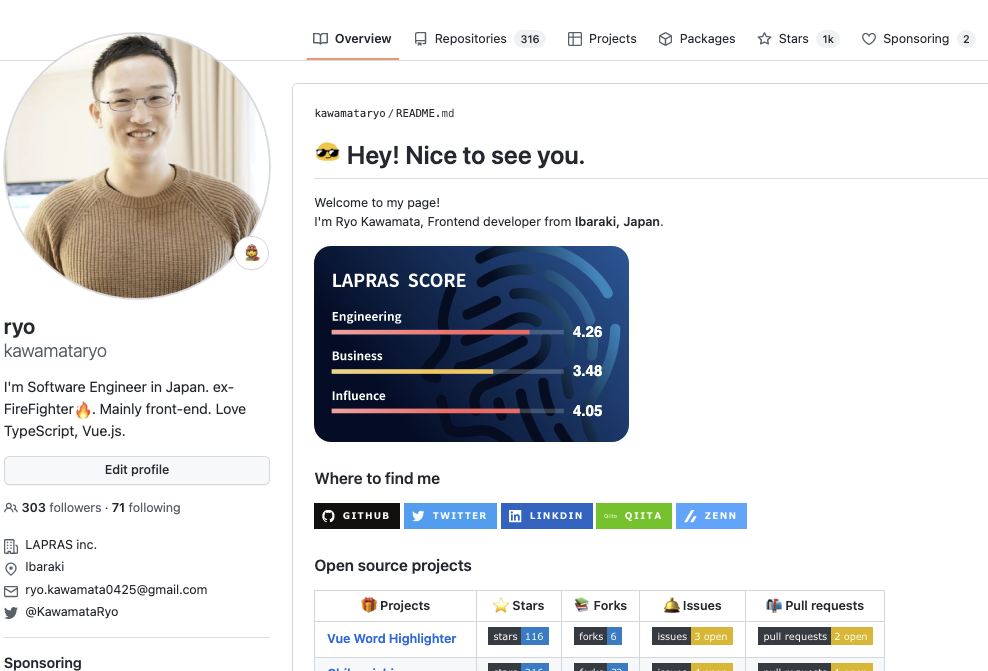 Overview Repositories 316 Projects Packages Stars 1k Sponsoring 2
ryo
kawamataryo
I'm Software Engineer in Japan. ex-
FireFighter🔥. Mainly front-end. Love
TypeScript, Vue.js.
Edit profile
303 followers · 71 following
LAPRAS inc.
Ibaraki
ryo.kawamata0425@gmail.com
@KawamataRyo
Sponsoring
kawamataryo/README.md
😎 Hey! Nice to see you.
Welcome to my page!
I'm Ryo Kawamata, Frontend developer from Ibaraki, Japan.
LAPRAS SCORE
Engineering
4.26
Business
3.48
Influence
4.05
Where to find me
GITHUB TWITTER LINKDIN Qiita QIITA ZENN
Open source projects
🎁 Projects ⭐ Stars 📚 Forks 🛎 Issues 📬 Pull requests
Vue Word Highlighter stars 116 forks 6 issues 3 open pull requests 2 open